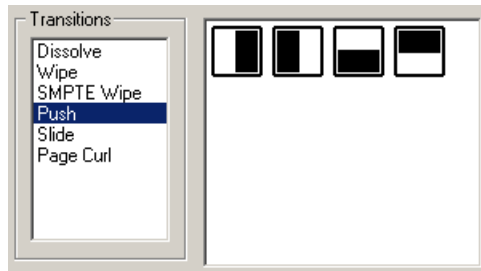 Transitions
Dissolve
Wipe
SMPTE Wipe
Push
Slide
Page Curl